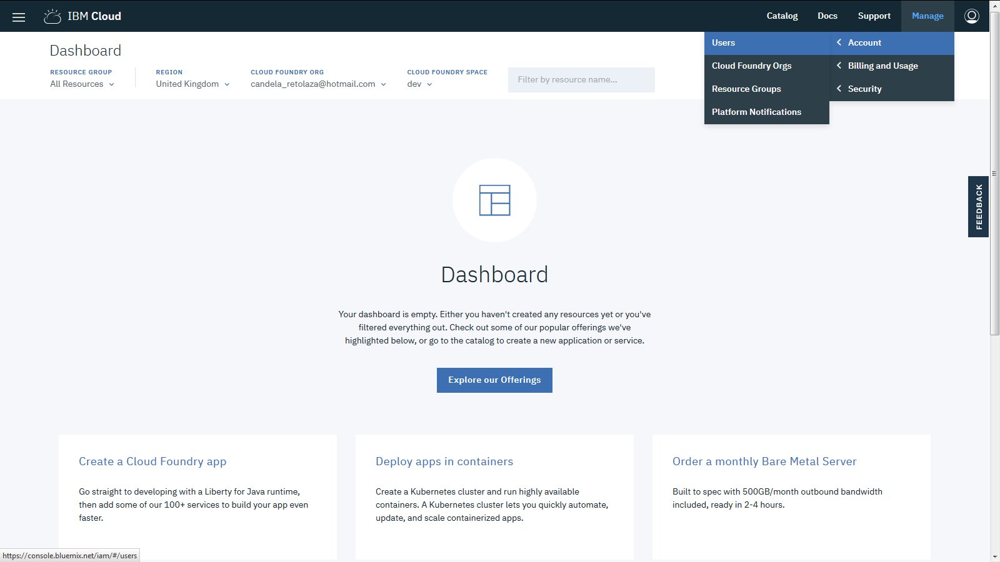 IBM Cloud
Catalog
Docs
Support
Manage
Users
Account
Cloud Foundry Orgs
Billing and Usage
Resource Groups
Security
Platform Notifications
Dashboard
RESOURCE GROUP
All Resources
REGION
United Kingdom
CLOUD FOUNDRY ORG
candela_retolaza@hotmail.com
CLOUD FOUNDRY SPACE
dev
Filter by resource name...
FEEDBACK
Dashboard
Your dashboard is empty. Either you haven't created any resources yet or you've
filtered everything out. Check out some of our popular offerings we've
highlighted below, or go to the catalog to create a new application or service.
Explore our Offerings
Create a Cloud Foundry app
Go straight to developing with a Liberty for Java runtime,
then add some of our 100+ services to build your app even
faster.
Deploy apps in containers
Create a Kubernetes cluster and run highly available
containers. A Kubernetes cluster lets you quickly automate,
update, and scale containerized apps.
Order a monthly Bare Metal Server
Built to spec with 500GB/month outbound bandwidth
included, ready in 2-4 hours.
https://console.bluemix.net/iam/#/users